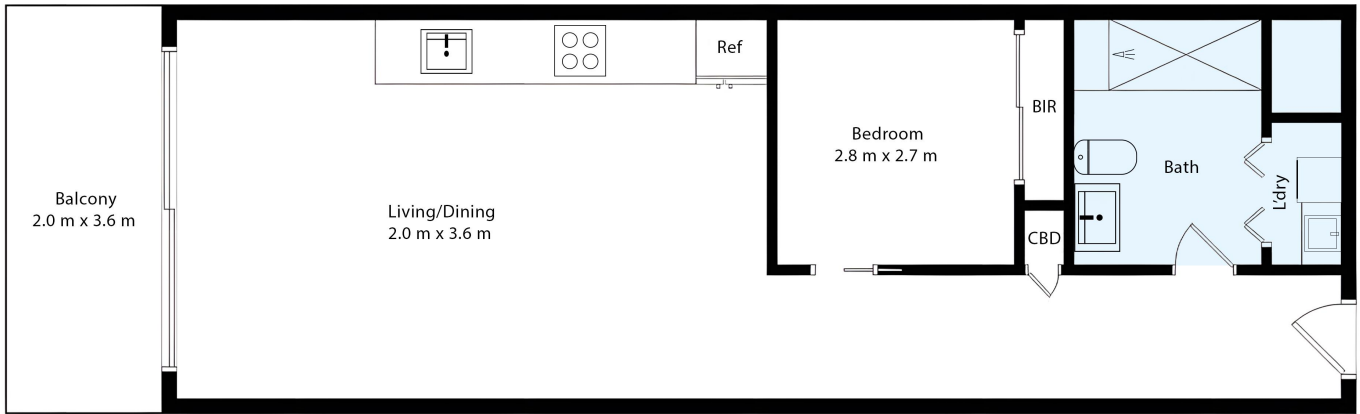 Balcony
2.0 m x 3.6 m
Living/Dining
2.0 m x 3.6 m
Ref
Bedroom
2.8 m x 2.7 m
BIR
CBD
Bath
L'dry